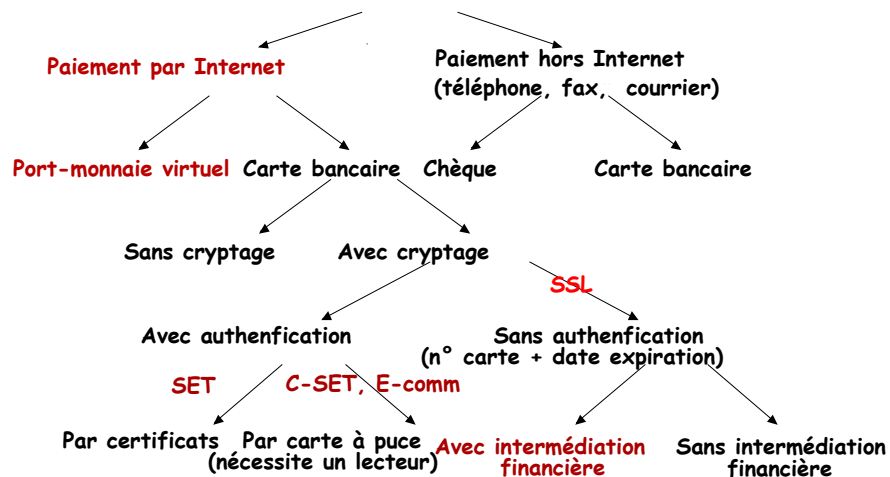 Paiement par Internet
Paiement hors Internet
(téléphone, fax, courrier)
Port-monnaie virtuel
Carte bancaire
Chèque
Carte bancaire
Sans cryptage
Avec cryptage
SSL
Avec authenfication
Sans authenfication
(n° carte + date expiration)
SET
C-SET, E-comm
Par certificats
Par carte à puce
(nécessite un lecteur)
Avec intermédiation
financière
Sans intermédiation
financière